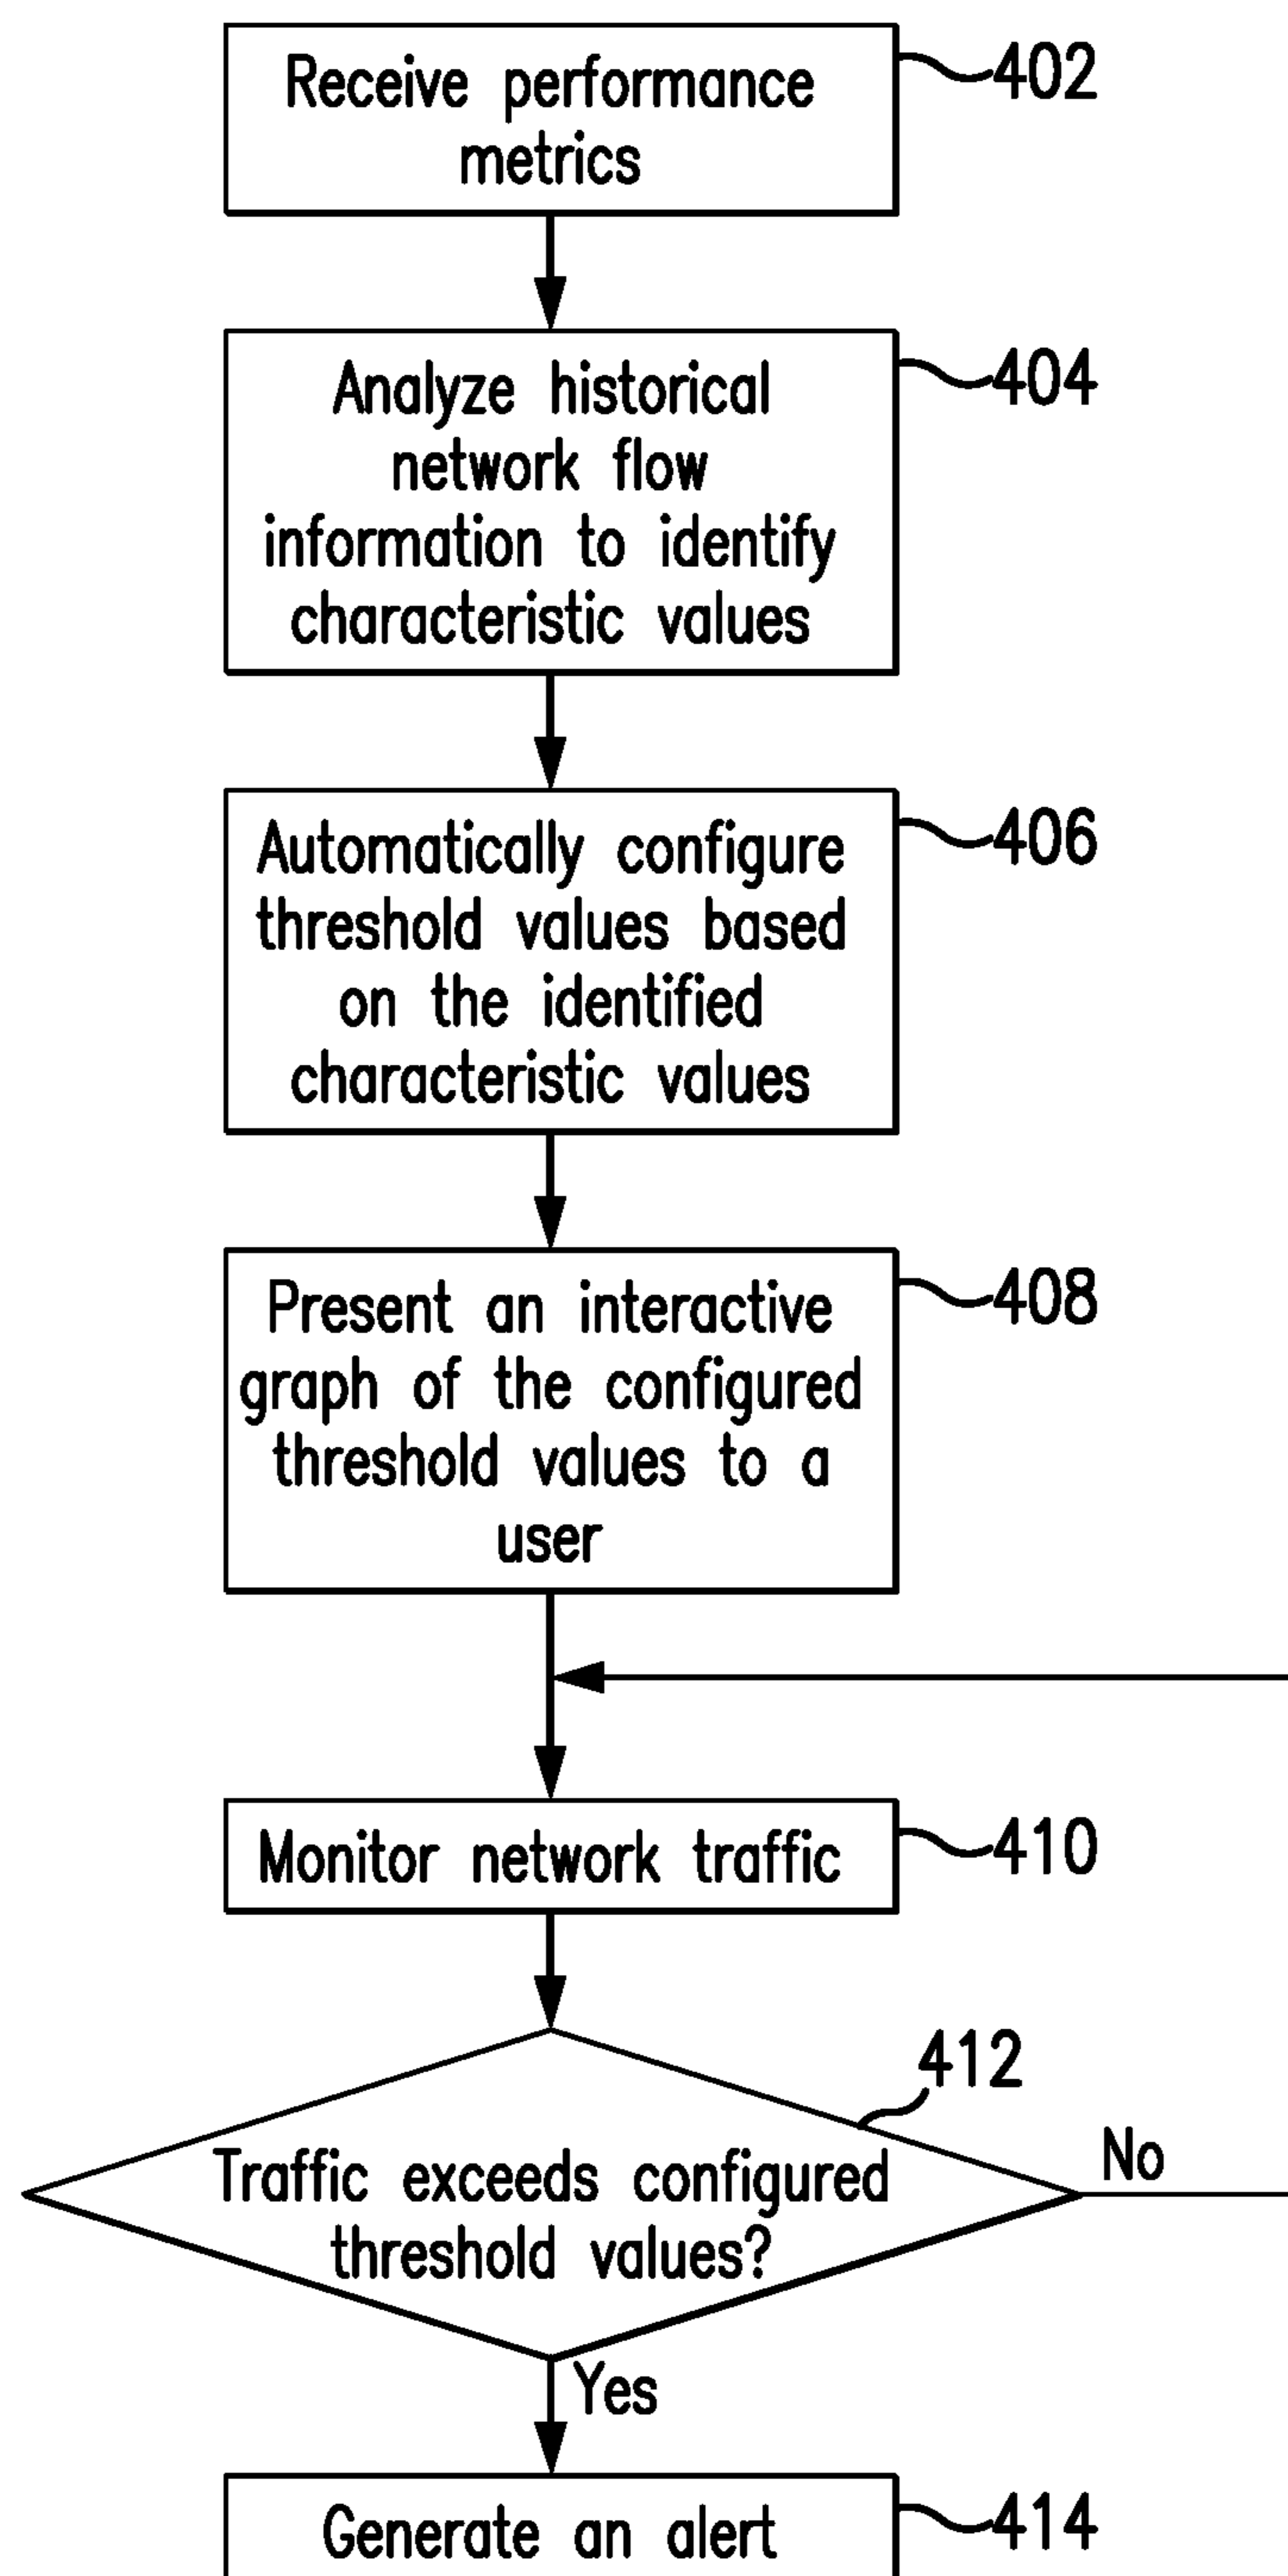 Receive performance
metrics
402
Analyze historical
network flow
information to identify
characteristic values
404
Automatically configure
threshold values based
on the identified
characteristic values
406
Present an interactive
graph of the configured
threshold values to a
user
408
Monitor network traffic
410
412
Traffic exceeds configured
threshold values?
No
Yes
Generate an alert
414